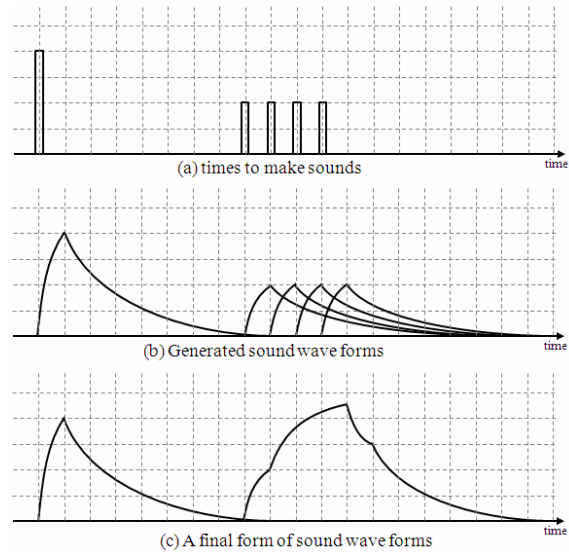 time
(a) times to make sounds
time
(b) Generated sound wave forms
time
(c) A final form of sound wave forms